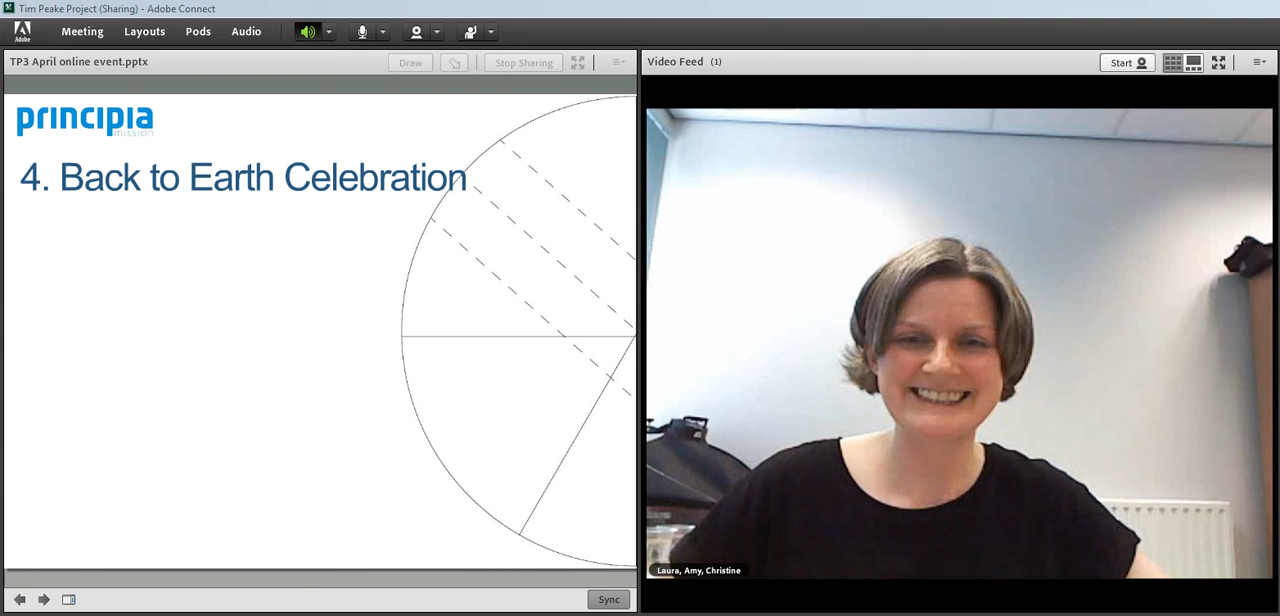 Tim Peake Project (Sharing) - Adobe Connect
Adobe
Meeting
Layouts
Pods
Audio
TP3 April online event.pptx
Draw
Stop Sharing
principia
mission
4. Back to Earth Celebration
Sync
Video Feed (1)
Start
Laura, Amy, Christine